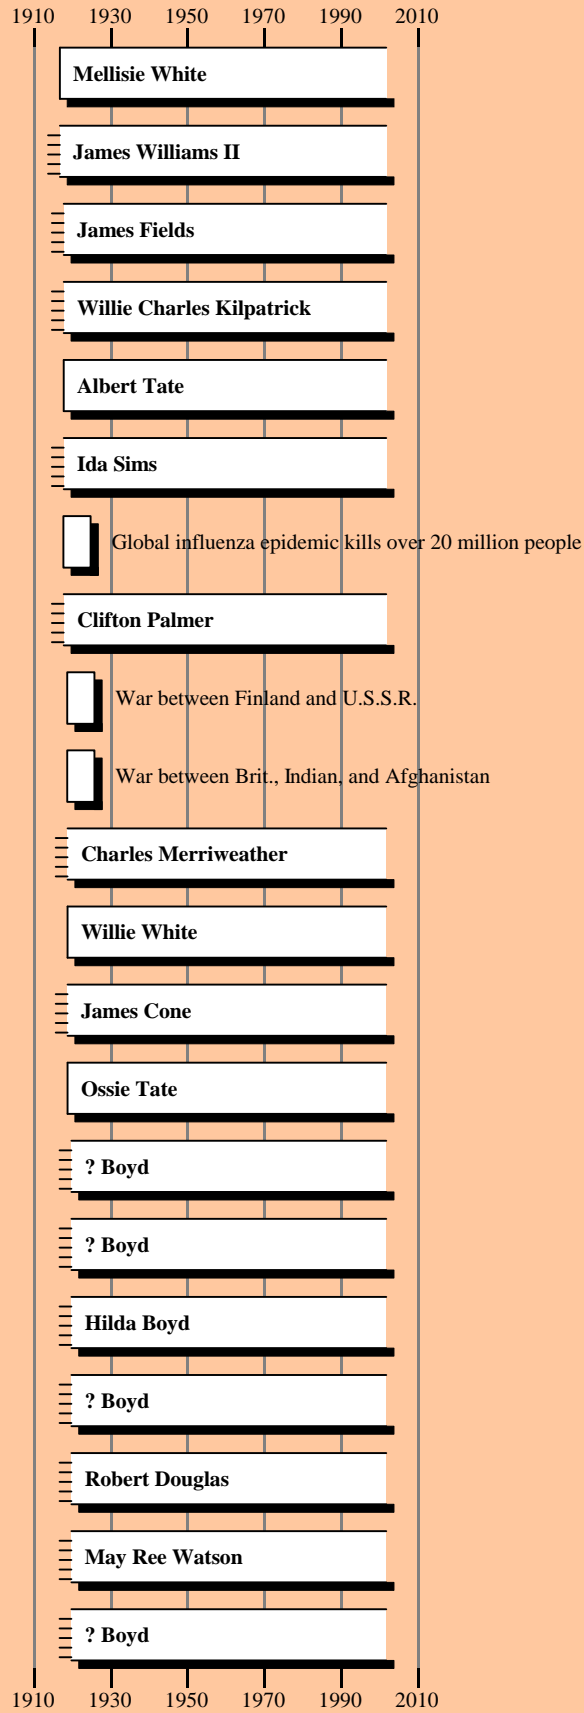 1910 1930 1950 1970 1990 2010
Mellisie White
James Williams II
James Fields
Willie Charles Kilpatrick
Albert Tate
Ida Sims
Global influenza epidemic kills over 20 million people
Clifton Palmer
War between Finland and U.S.S.R.
War between Brit., Indian, and Afghanistan
Charles Merriweather
Willie White
James Cone
Ossie Tate
? Boyd
? Boyd
Hilda Boyd
? Boyd
Robert Douglas
May Ree Watson
? Boyd
1910 1930 1950 1970 1990 2010